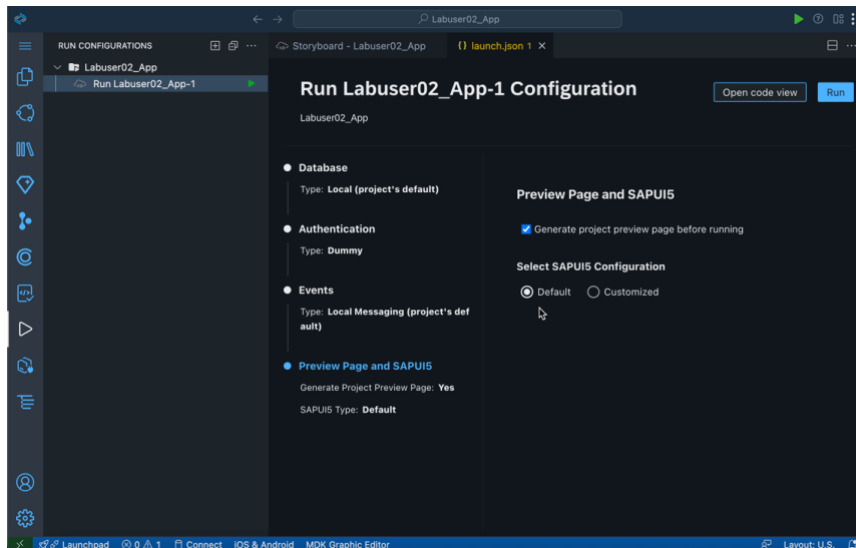 Labuser02_App
RUN CONFIGURATIONS
Labuser02_App
Run Labuser02_App-1
Storyboard - Labuser02_App
{} launch.json 1
Run Labuser02_App-1 Configuration
Labuser02_App
Open code view
Run
Database
Type: Local (project's default)
Authentication
Type: Dummy
Events
Type: Local Messaging (project's def
ault)
Preview Page and SAPUI5
Generate Project Preview Page: Yes
SAPUI5 Type: Default
Preview Page and SAPUI5
Generate project preview page before running
Select SAPUI5 Configuration
Default
Customized
Launchpad
0
1
Connect
iOS & Android
MDK Graphic Editor
Layout: U.S.